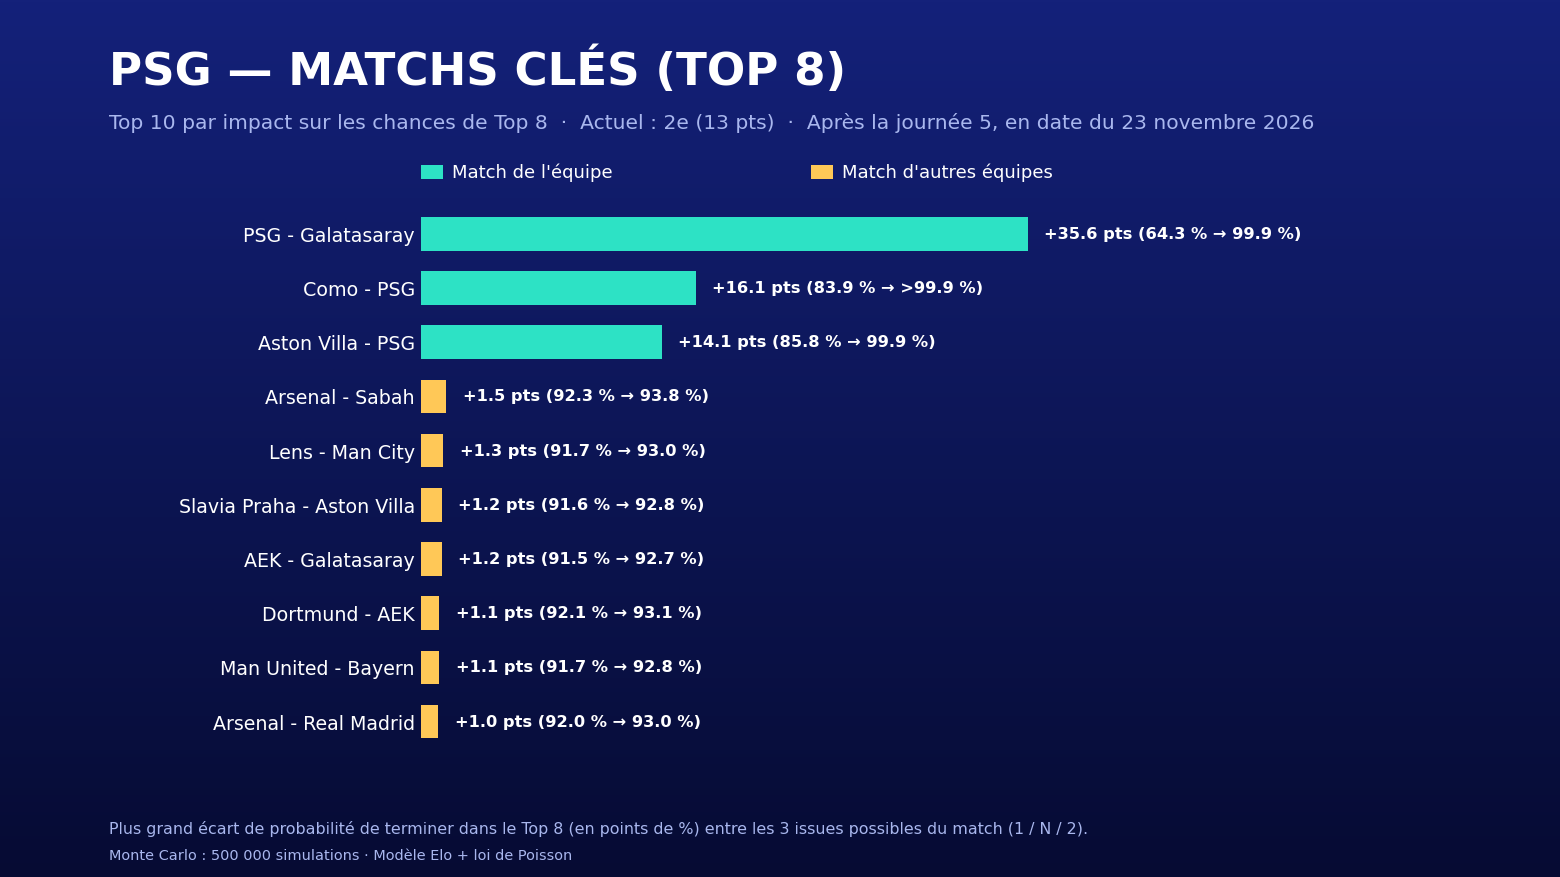 PSG — MATCHS CLÉS (TOP 8)
Top 10 par impact sur les chances de Top 8 · Actuel : 2e (13 pts) · Après la journée 5, en date du 23 novembre 2026
Match de l'équipe
Match d'autres équipes
PSG - Galatasaray +35.6 pts (64.3 % → 99.9 %)
Como - PSG +16.1 pts (83.9 % → >99.9 %)
Aston Villa - PSG +14.1 pts (85.8 % → 99.9 %)
Arsenal - Sabah +1.5 pts (92.3 % → 93.8 %)
Lens - Man City +1.3 pts (91.7 % → 93.0 %)
Slavia Praha - Aston Villa +1.2 pts (91.6 % → 92.8 %)
AEK - Galatasaray +1.2 pts (91.5 % → 92.7 %)
Dortmund - AEK +1.1 pts (92.1 % → 93.1 %)
Man United - Bayern +1.1 pts (91.7 % → 92.8 %)
Arsenal - Real Madrid +1.0 pts (92.0 % → 93.0 %)
Plus grand écart de probabilité de terminer dans le Top 8 (en points de %) entre les 3 issues possibles du match (1 / N / 2).
Monte Carlo : 500 000 simulations · Modèle Elo + loi de Poisson